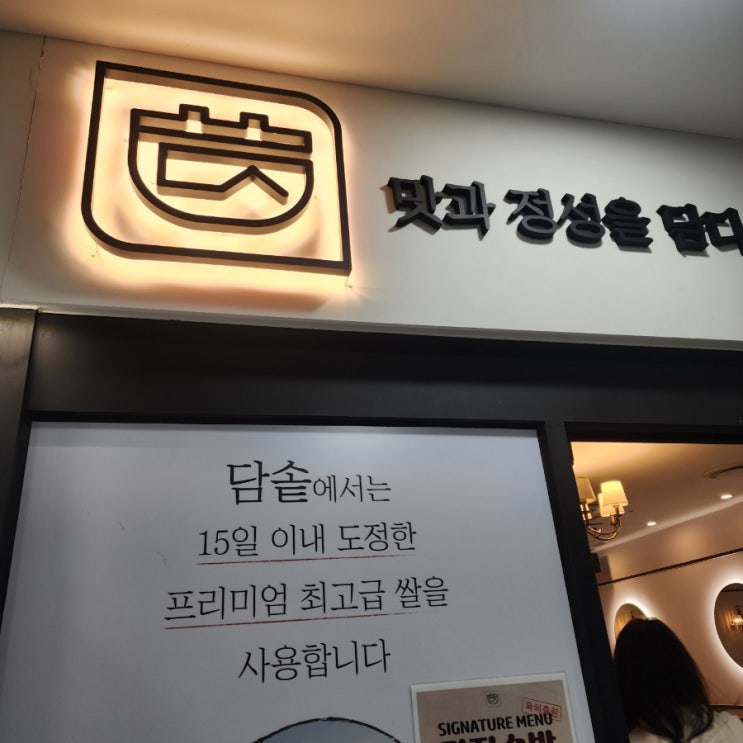 맛과 정성을 담다
담솥에서는
15일 이내 도정한
프리미엄 최고급 쌀을
사용합니다
SIGNATURE MENU